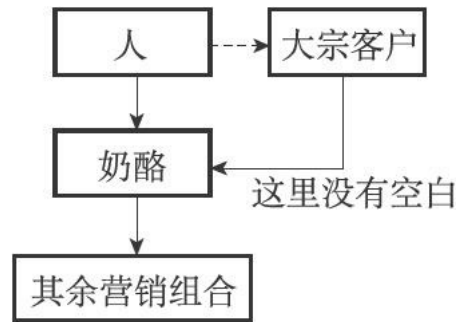 人
大宗客户
奶酪
这里没有空白
其余营销组合